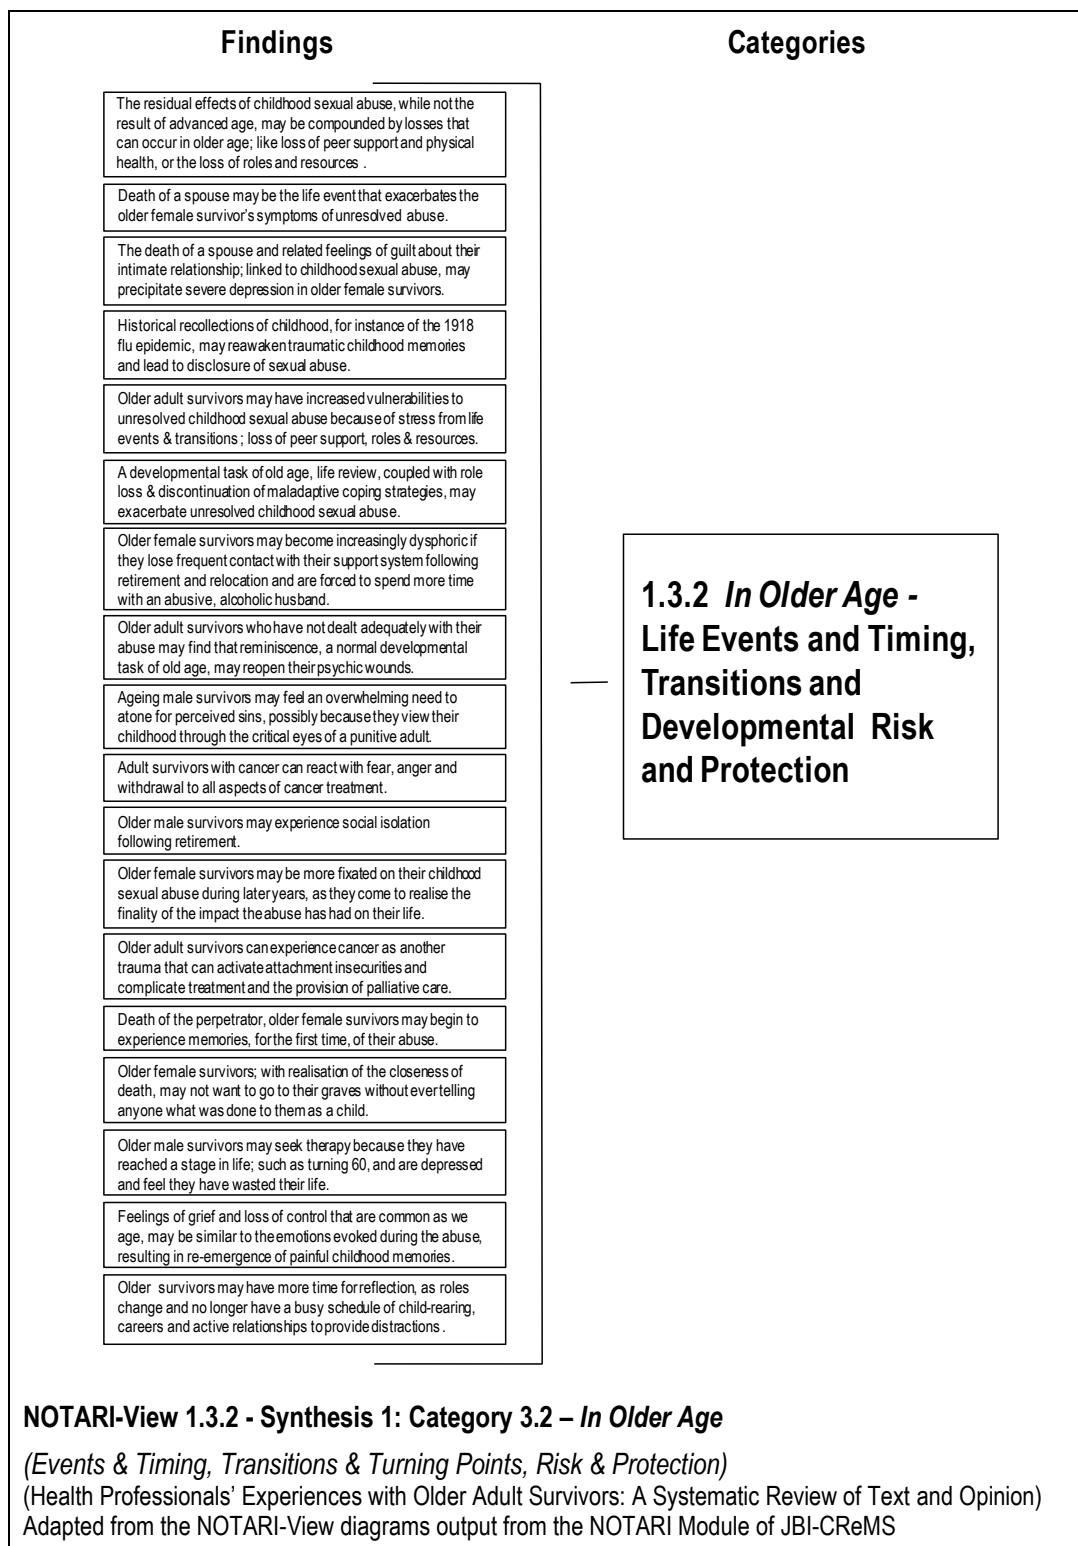 Findings
Categories
The residual effects of childhood sexual abuse, while not the
result of advanced age, may be compounded by losses that
can occur in older age; like loss of peer support and physical
health, or the loss of roles and resources .
Death of a spouse may be the life event that exacerbates the
older female survivor's symptoms of unresolved abuse.
The death of a spouse and related feelings of guilt about their
intimate relationship; linked to childhood sexual abuse, may
precipitate severe depression in older female survivors.
Historical recollections of childhood, for instance of the 1918
flu epidemic, may reawaken traumatic childhood memories
and lead to disclosure of sexual abuse.
Older adult survivors may have increased vulnerabilities to
unresolved childhood sexual abuse because of stress from life
events & transitions ; loss of peer support, roles & resources.
A developmental task of old age, life review, coupled with role
loss & discontinuation of maladaptive coping strategies, may
exacerbate unresolved childhood sexual abuse.
Older female survivors may become increasingly dysphoric if
they lose frequent contact with their support system following
retirement and relocation and are forced to spend more time
with an abusive, alcoholic husband.
Older adult survivors who have not dealt adequately with their
abuse may find that reminiscence, a normal developmental
task of old age, may reopen their psychic wounds.
Ageing male survivors may feel an overwhelming need to
atone for perceived sins, possibly because they view their
childhood through the critical eyes of a punitive adult.
Adult survivors with cancer can react with fear, anger and
withdrawal to all aspects of cancer treatment.
Older male survivors may experience social isolation
following retirement.
Older female survivors may be more fixated on their childhood
sexual abuse during later years, as they come to realise the
finality of the impact the abuse has had on their life.
Older adult survivors can experience cancer as another
trauma that can activate attachment insecurities and
complicate treatment and the provision of palliative care.
Death of the perpetrator, older female survivors may begin to
experience memories, for the first time, of their abuse.
Older female survivors; with realisation of the closeness of
death, may not want to go to their graves without ever telling
anyone what was done to them as a child.
Older male survivors may seek therapy because they have
reached a stage in life; such as turning 60, and are depressed
and feel they have wasted their life.
Feelings of grief and loss of control that are common as we
age, may be similar to the emotions evoked during the abuse,
resulting in re-emergence of painful childhood memories.
Older survivors may have more time for reflection, as roles
change and no longer have a busy schedule of child-rearing,
careers and active relationships to provide distractions .
1.3.2 In Older Age -
Life Events and Timing,
Transitions and
Developmental Risk
and Protection
NOTARI-View 1.3.2 - Synthesis 1: Category 3.2 – In Older Age
(Events & Timing, Transitions & Turning Points, Risk & Protection)
(Health Professionals' Experiences with Older Adult Survivors: A Systematic Review of Text and Opinion)
Adapted from the NOTARI-View diagrams output from the NOTARI Module of JBI-CReMS